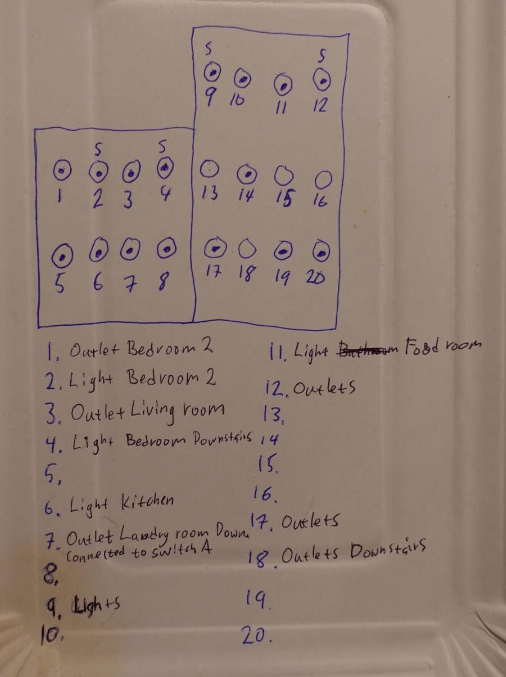 S S
9 10 11 12
S S
1 2 3 4 13 14 15 16
5 6 7 8 17 18 19 20
1. Outlet Bedroom 2
2. Light Bedroom 2
3. Outlet Living room
4. Light Bedroom Downstairs
5.
6. Light Kitchen
7. Outlet Laundry room Down.
Connected to switch A
8.
9. Lights
10.
11. Light Food room
12. Outlets
13.
14
15.
16.
17. Outlets
18. Outlets Downstairs
19.
20.